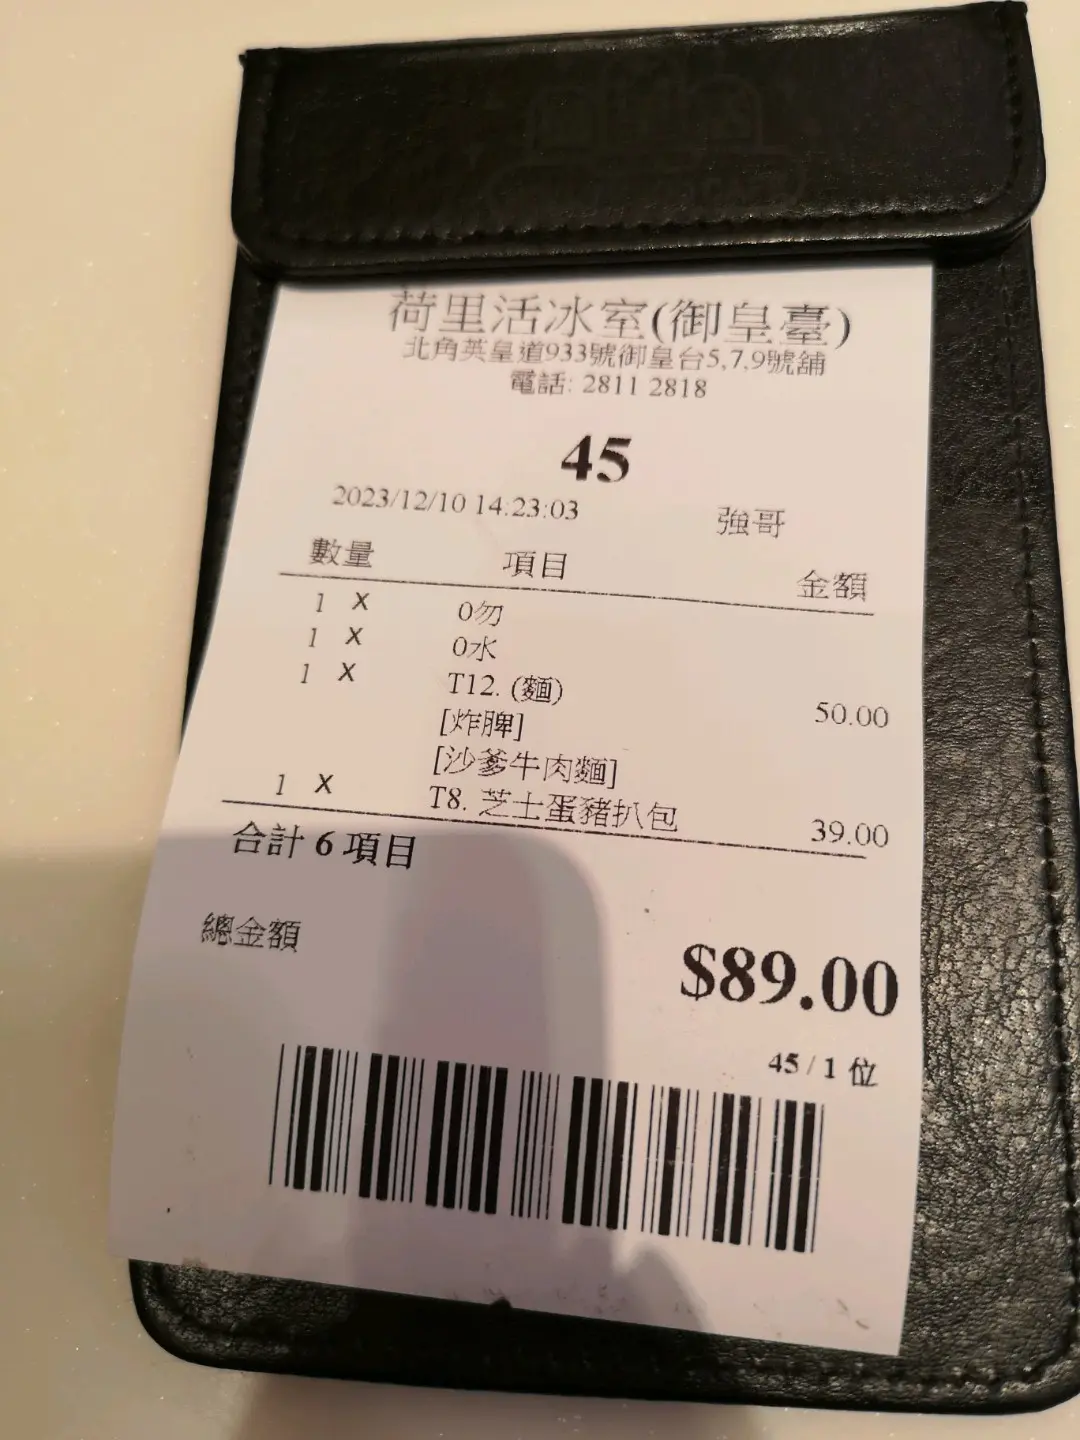 荷里活冰室(御皇臺)
北角英皇道933號御皇台5,7,9號舖
電話: 2811 2818
45
2023/12/10 14:23:03 強哥
數量 項目 金額
1 X 0勿
1 X 0水
1 X T12. (麵) 50.00
[炸脾]
[沙爹牛肉麵]
1 X T8. 芝士蛋豬扒包 39.00
合計 6 項目
總金額 $89.00
45 / 1 位